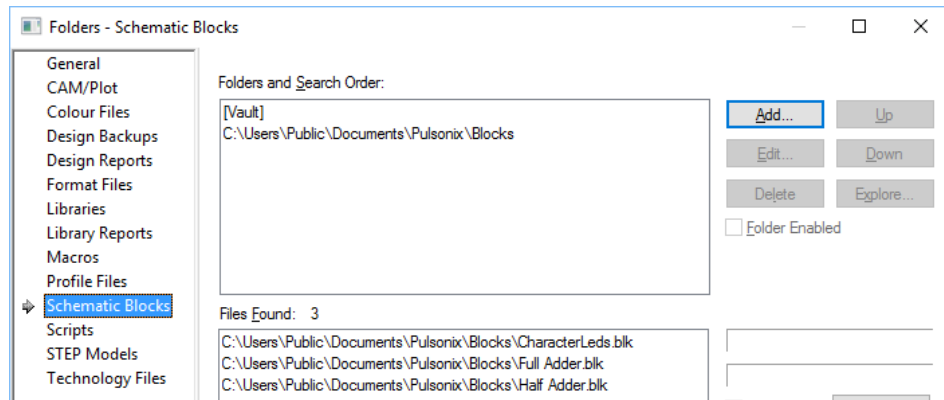 Folders - Schematic Blocks
General
CAM/Plot
Colour Files
Design Backups
Design Reports
Format Files
Libraries
Library Reports
Macros
Profile Files
Schematic Blocks
Scripts
STEP Models
Technology Files
Folders and Search Order:
[Vault]
C:\Users\Public\Documents\Pulsonix\Blocks
Add... Up
Edit... Down
Delete Explore...
Folder Enabled
Files Found: 3
C:\Users\Public\Documents\Pulsonix\Blocks\CharacterLeds.blk
C:\Users\Public\Documents\Pulsonix\Blocks\Full Adder.blk
C:\Users\Public\Documents\Pulsonix\Blocks\Half Adder.blk